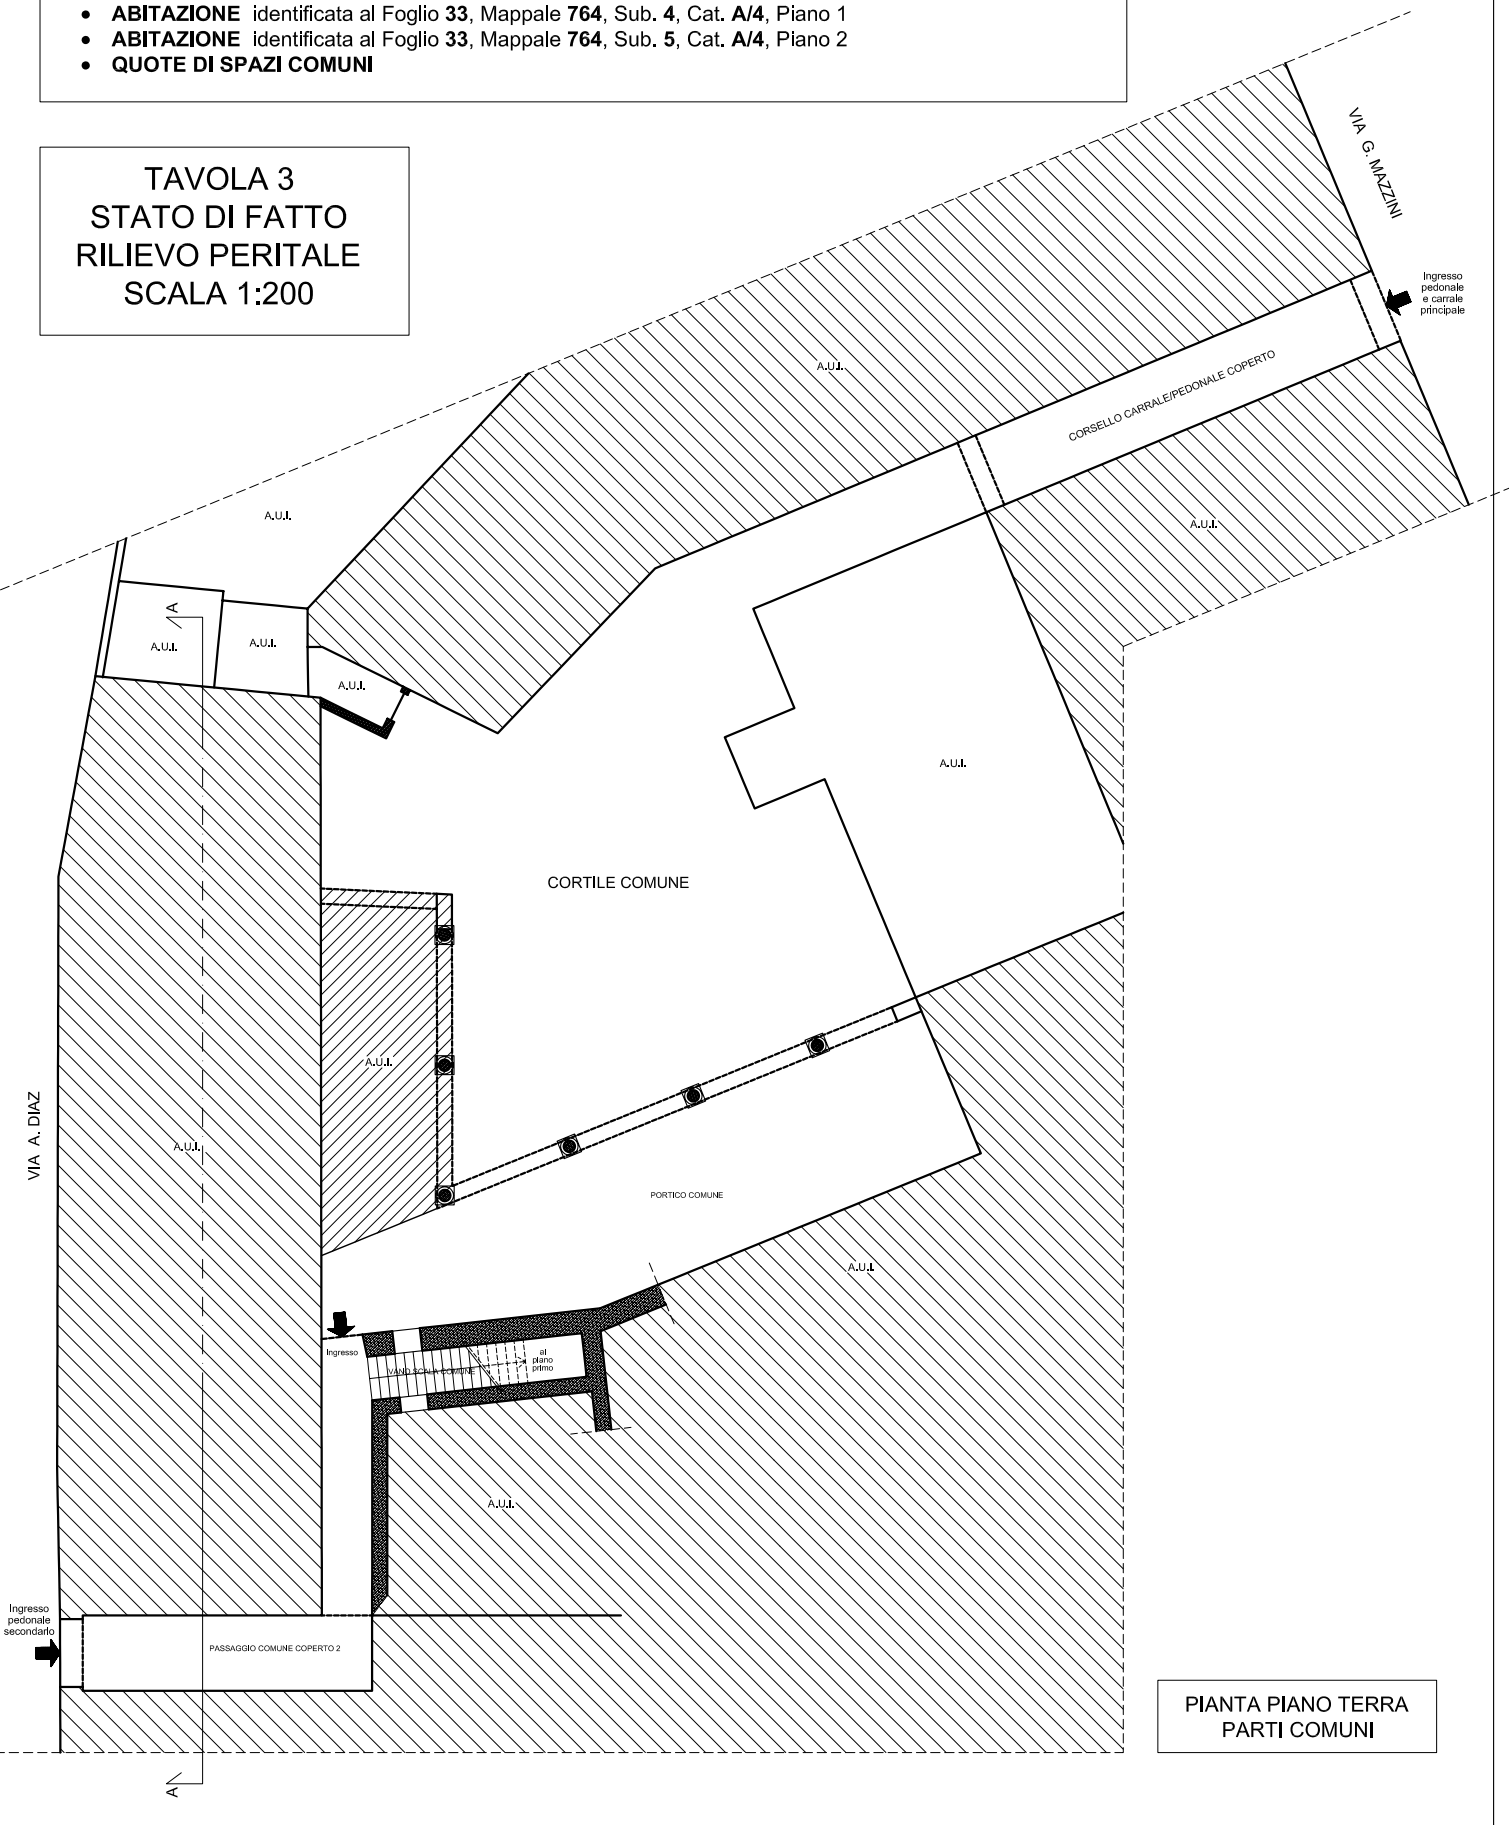 • ABITAZIONE identificata al Foglio 33, Mappale 764, Sub. 4, Cat. A/4, Piano 1
• ABITAZIONE identificata al Foglio 33, Mappale 764, Sub. 5, Cat. A/4, Piano 2
• QUOTE DI SPAZI COMUNI
TAVOLA 3
STATO DI FATTO
RILIEVO PERITALE
SCALA 1:200
VIA G. MAZZINI
Ingresso
pedonale
e carrale
principale
CORSELLO CARRALE/PEDONALE COPERTO
A.U.I.
A.U.I.
A.U.I.
A
A.U.I.
A.U.I.
A.U.I.
A.U.I.
CORTILE COMUNE
A.U.I.
VIA A. DIAZ
A.U.I.
PORTICO COMUNE
A.U.I.
Ingresso
VANO SCALA COMUNE
al
piano
primo
A.U.I.
Ingresso
pedonale
secondario
PASSAGGIO COMUNE COPERTO 2
A
PIANTA PIANO TERRA
PARTI COMUNI